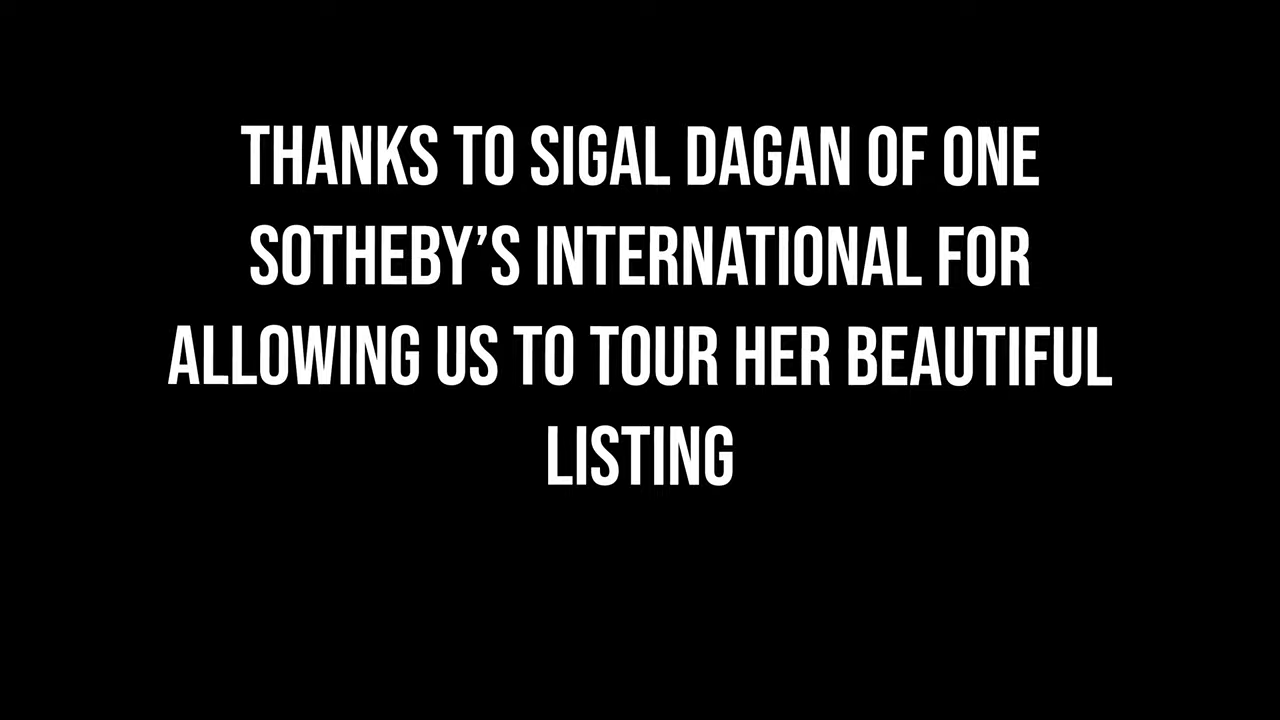 THANKS TO SIGAL DAGAN OF ONE
SOTHEBY’S INTERNATIONAL FOR
ALLOWING US TO TOUR HER BEAUTIFUL
LISTING